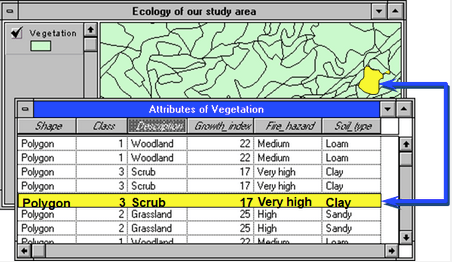 Ecology of our study area
Vegetation
Attributes of Vegetation
Shape Class Growth_index Fire_hazard Soil_type
Polygon 1 Woodland 22 Medium Loam
Polygon 1 Woodland 22 Medium Loam
Polygon 3 Scrub 17 Very high Clay
Polygon 3 Scrub 17 Very high Clay
Polygon 3 Scrub 17 Very high Clay
Polygon 2 Grassland 25 High Sandy
Polygon 2 Grassland 25 High Sandy
Polygon 1 Woodland 22 Medium Loam